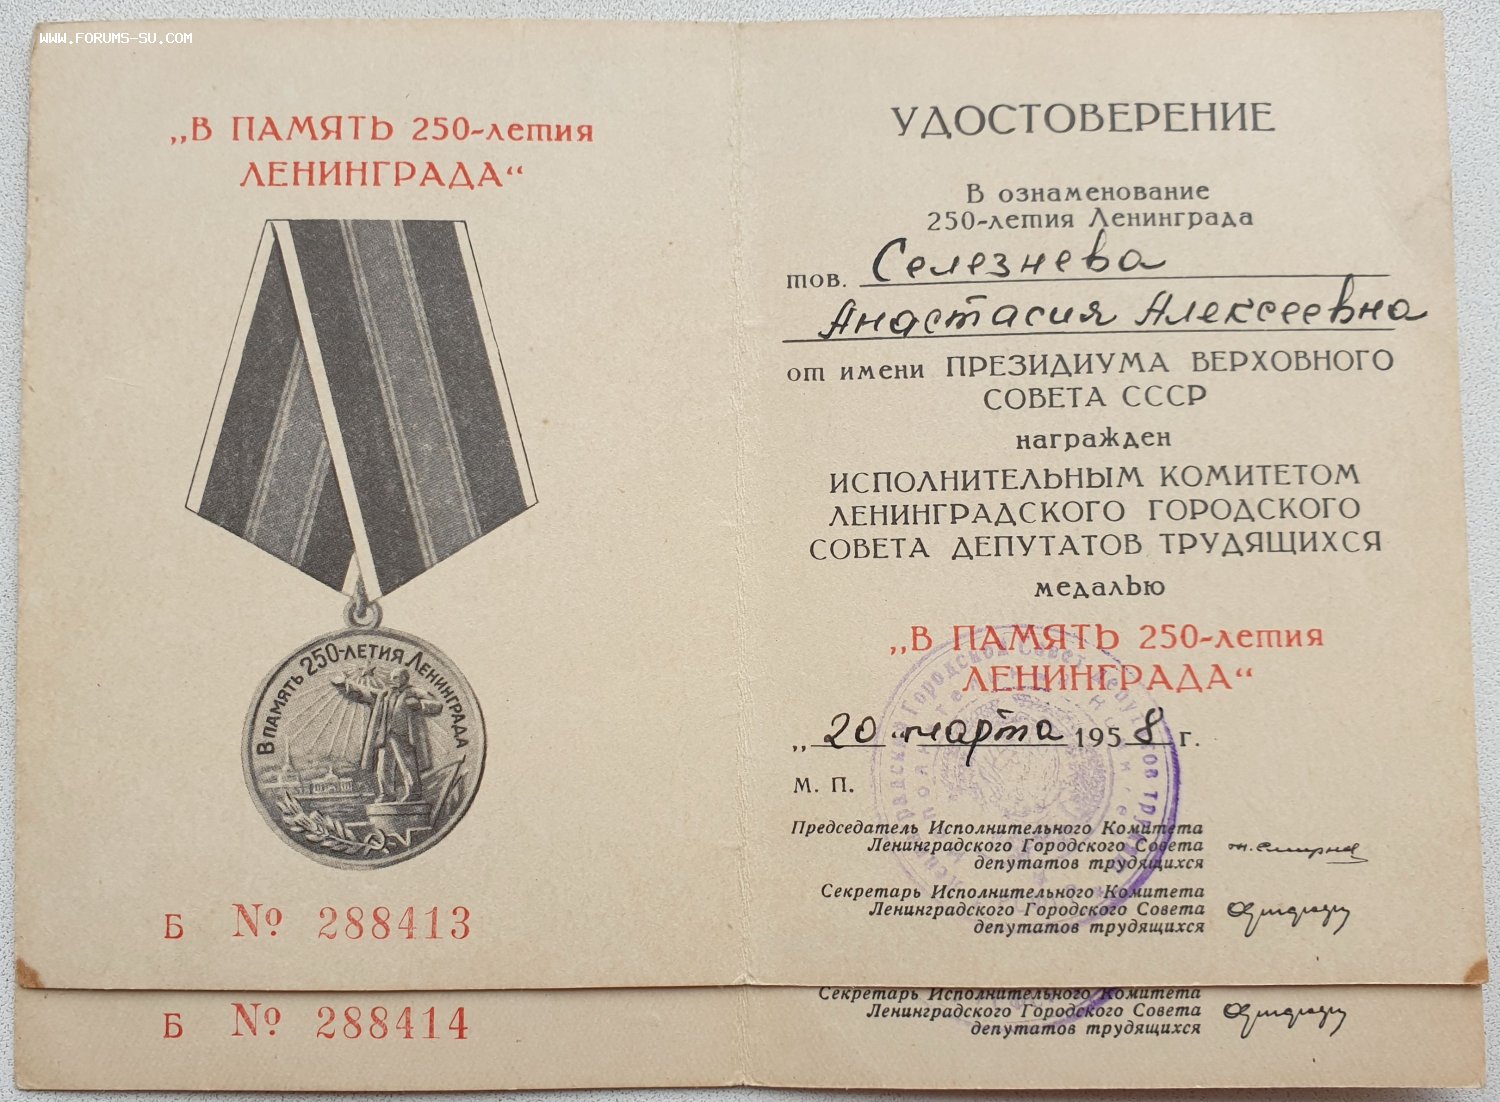 WWW.FORUMS-SU.COM
„В ПАМЯТЬ 250-летия
ЛЕНИНГРАДА“
В ПАМЯТЬ 250-ЛЕТИЯ ЛЕНИНГРАДА
Б № 288413
УДОСТОВЕРЕНИЕ
В ознаменование
250-летия Ленинграда
тов. Селезнева
Анастасия Алексеевна
от имени ПРЕЗИДИУМА ВЕРХОВНОГО
СОВЕТА СССР
награжден
ИСПОЛНИТЕЛЬНЫМ КОМИТЕТОМ
ЛЕНИНГРАДСКОГО ГОРОДСКОГО
СОВЕТА ДЕПУТАТОВ ТРУДЯЩИХСЯ
медалью
„В ПАМЯТЬ 250-летия
ЛЕНИНГРАДА“
„20“ марта 1958 г.
М. П.
Председатель Исполнительного Комитета
Ленинградского Городского Совета
депутатов трудящихся
Секретарь Исполнительного Комитета
Ленинградского Городского Совета
депутатов трудящихся
Б № 288414
Секретарь Исполнительного Комитета
Ленинградского Городского Совета
депутатов трудящихся